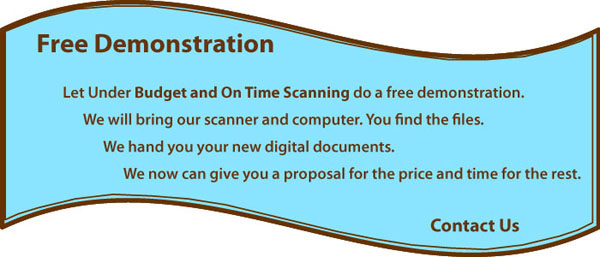 Free Demonstration
Let Under Budget and On Time Scanning do a free demonstration.
We will bring our scanner and computer. You find the files.
We hand you your new digital documents.
We now can give you a proposal for the price and time for the rest.
Contact Us